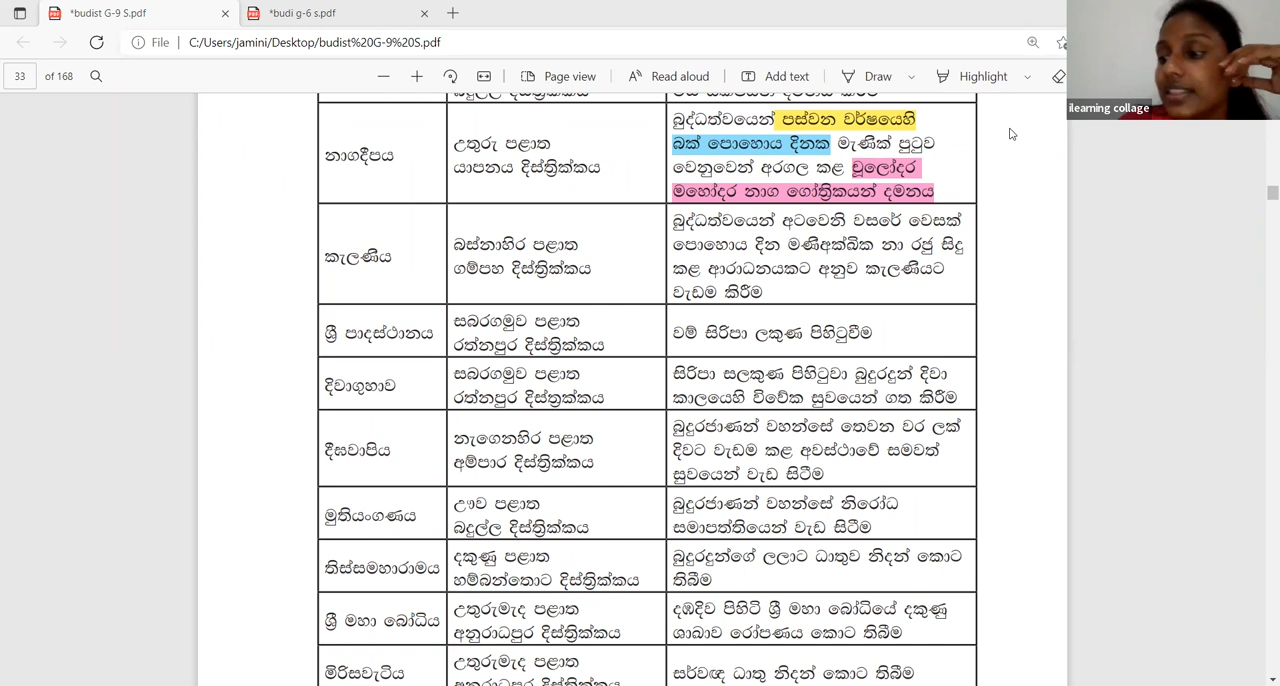 *budist G-9 S.pdf
*budi g-6 s.pdf
File
C:/Users/jamini/Desktop/budist%20G-9%20S.pdf
33 of 168
Page view
Read aloud
Add text
Draw
Highlight
ilearning collage
නාගදීපය
උතුරු පළාත
යාපනය දිස්ත්‍රික්කය
බුද්ධත්වයෙන් පස්වන වර්ෂයෙහි
බක් පොහොය දිනක මැණික් පුටුව
වෙනුවෙන් අරගල කළ චූලෝදර
මහෝදර නාග ගෝත්‍රිකයන් දමනය
කැලණිය
බස්නාහිර පළාත
ගම්පහ දිස්ත්‍රික්කය
බුද්ධත්වයෙන් අටවෙනි වසරේ වෙසක්
පොහොය දින මණිඅක්ඛික නා රජු සිදු
කළ ආරාධනයකට අනුව කැලණියට
වැඩම කිරීම
ශ්‍රී පාදස්ථානය
සබරගමුව පළාත
රත්නපුර දිස්ත්‍රික්කය
වම් සිරිපා ලකුණ පිහිටුවීම
දිවාගුහාව
සබරගමුව පළාත
රත්නපුර දිස්ත්‍රක්කය
සිරිපා සලකුණ පිහිටුවා බුදුරදුන් දිවා
කාලයෙහි විවේක සුවයෙන් ගත කිරීම
දීඝවාපිය
නැගෙනහිර පළාත
අම්පාර දිස්ත්‍රික්කය
බුදුරජාණන් වහන්සේ තෙවන වර ලක්
දිවට වැඩම කළ අවස්ථාවේ සමවත්
සුවයෙන් වැඩ සිටීම
මුතියංගණය
ඌව පළාත
බදුල්ල දිස්ත්‍රික්කය
බුදුරජාණන් වහන්සේ නිරෝධ
සමාපත්තියෙන් වැඩ සිටීම
තිස්සමහාරාමය
දකුණු පළාත
හම්බන්තොට දිස්ත්‍රික්කය
බුදුරදුන්ගේ ලලාට ධාතුව නිදන් කොට
තිබීම
ශ්‍රී මහා බෝධිය
උතුරුමැද පළාත
අනුරාධපුර දිස්ත්‍රික්කය
දඹදිව පිහිටි ශ්‍රී මහා බෝධියේ දකුණු
ශාඛාව රෝපණය කොට තිබීම
මිරිසවැටිය
උතුරුමැද පළාත
සර්වඥ ධාතු නිදන් කොට තිබීම